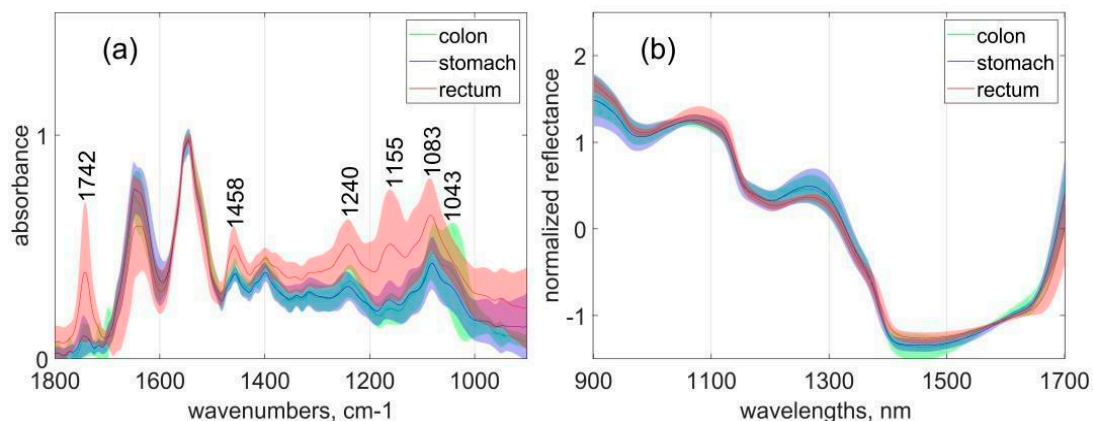 (a)
colon
stomach
rectum
1742
1458
1240
1155
1083
1043
absorbance
1
0
1800
1600
1400
1200
1000
wavenumbers, cm-1
(b)
colon
stomach
rectum
normalized reflectance
2
1
0
-1
900
1100
1300
1500
1700
wavelengths, nm